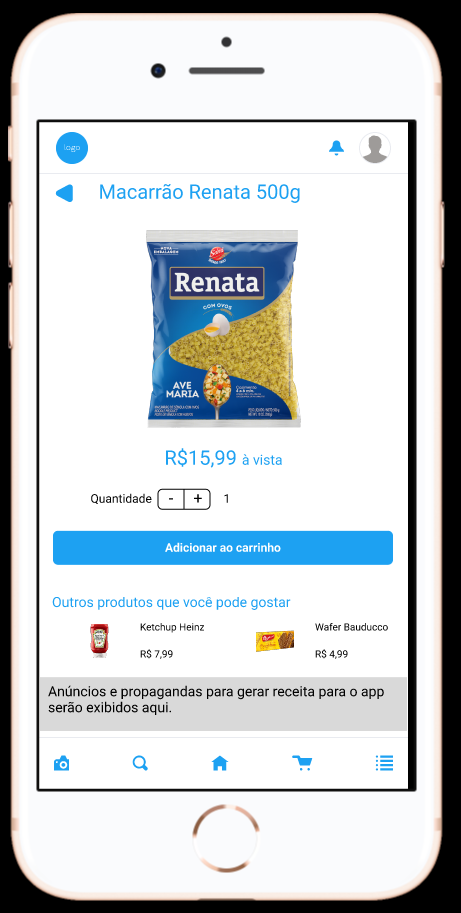 logo
Macarrão Renata 500g
NOVA
EMBALAGEM
Renata
COM OVOS
AVE
MARIA
R$15,99 à vista
Quantidade - + 1
Adicionar ao carrinho
Outros produtos que você pode gostar
Ketchup Heinz
R$ 7,99
Wafer Bauducco
R$ 4,99
Anúncios e propagandas para gerar receita para o app
serão exibidos aqui.